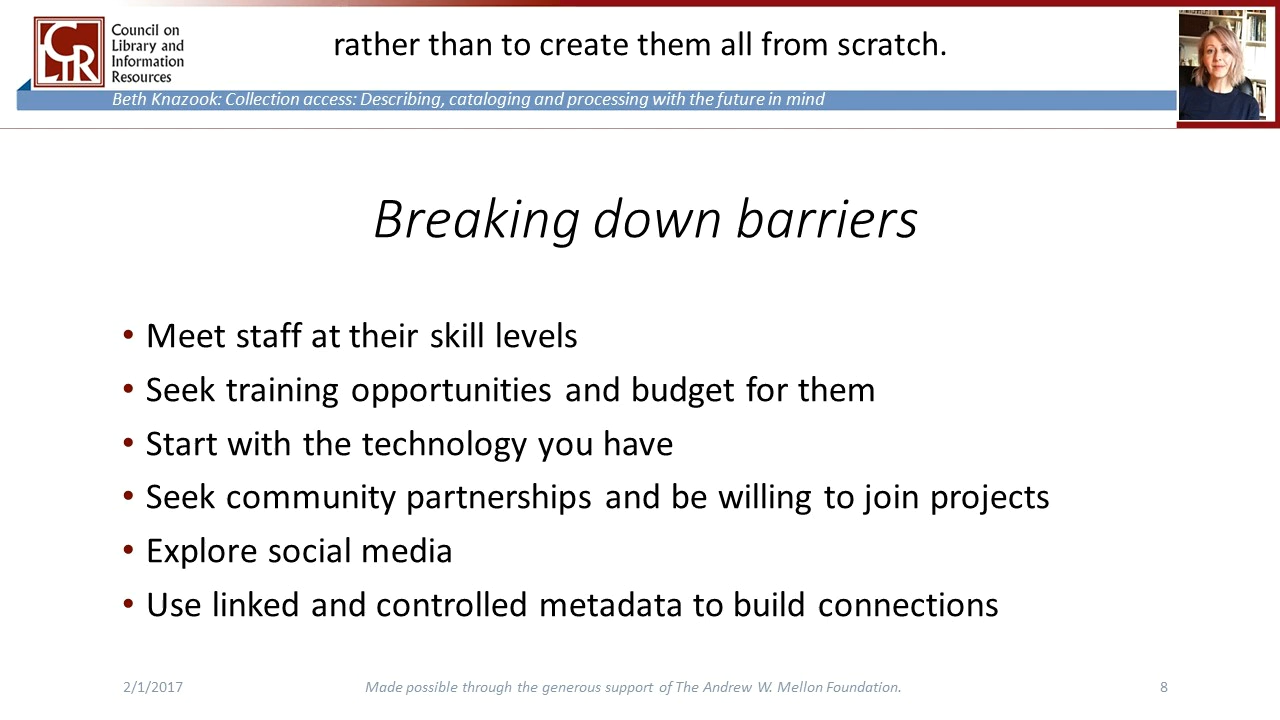 CLIR
Council on
Library and
Information
Resources
rather than to create them all from scratch.
Beth Knazook: Collection access: Describing, cataloging and processing with the future in mind
Breaking down barriers
• Meet staff at their skill levels
• Seek training opportunities and budget for them
• Start with the technology you have
• Seek community partnerships and be willing to join projects
• Explore social media
• Use linked and controlled metadata to build connections
2/1/2017
Made possible through the generous support of The Andrew W. Mellon Foundation.
8